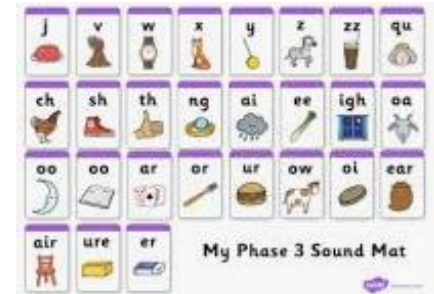 j v w x y z zz qu
ch sh th ng ai ee igh oa
oo oo ar or ur ow oi ear
air ure er
My Phase 3 Sound Mat